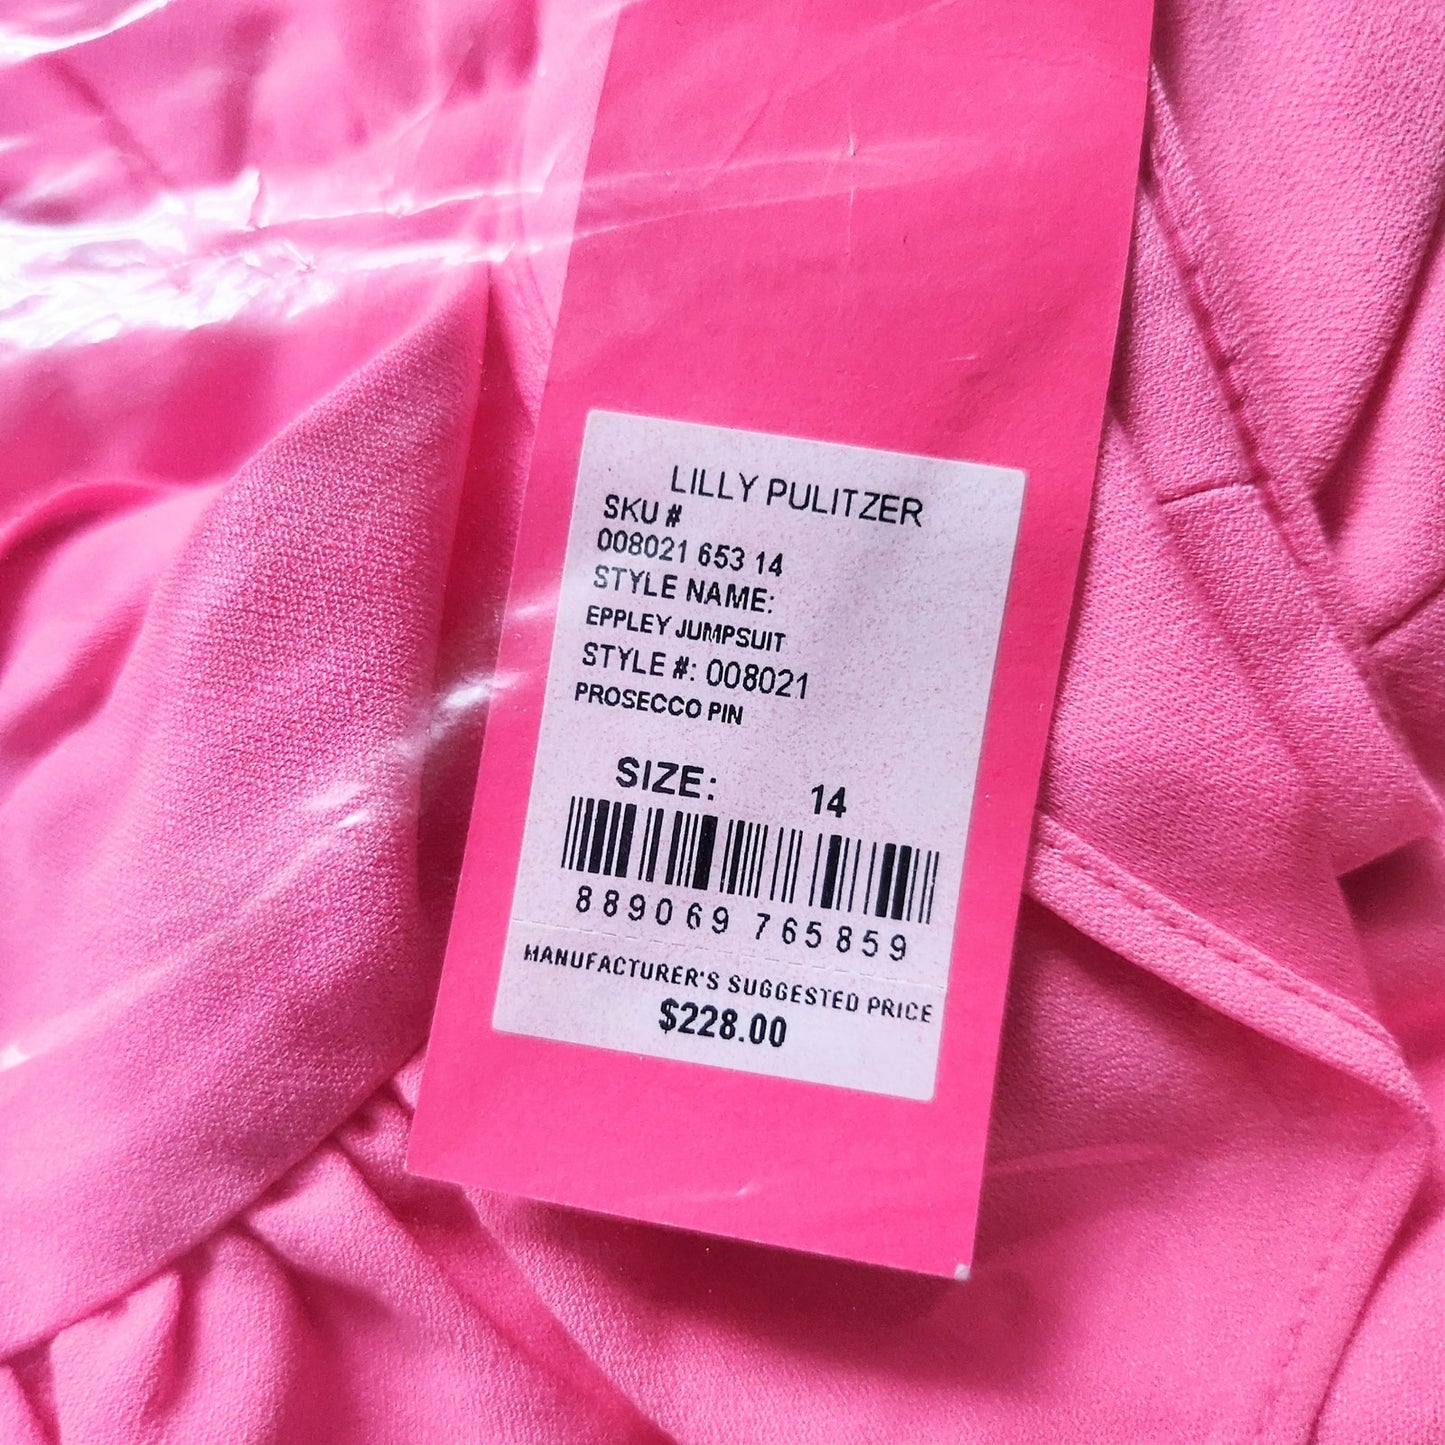 LILLY PULITZER
SKU #
008021 653 14
STYLE NAME:
EPPLEY JUMPSUIT
STYLE #: 008021
PROSECCO PIN
SIZE: 14
889069 765859
MANUFACTURER'S SUGGESTED PRICE
$228.00